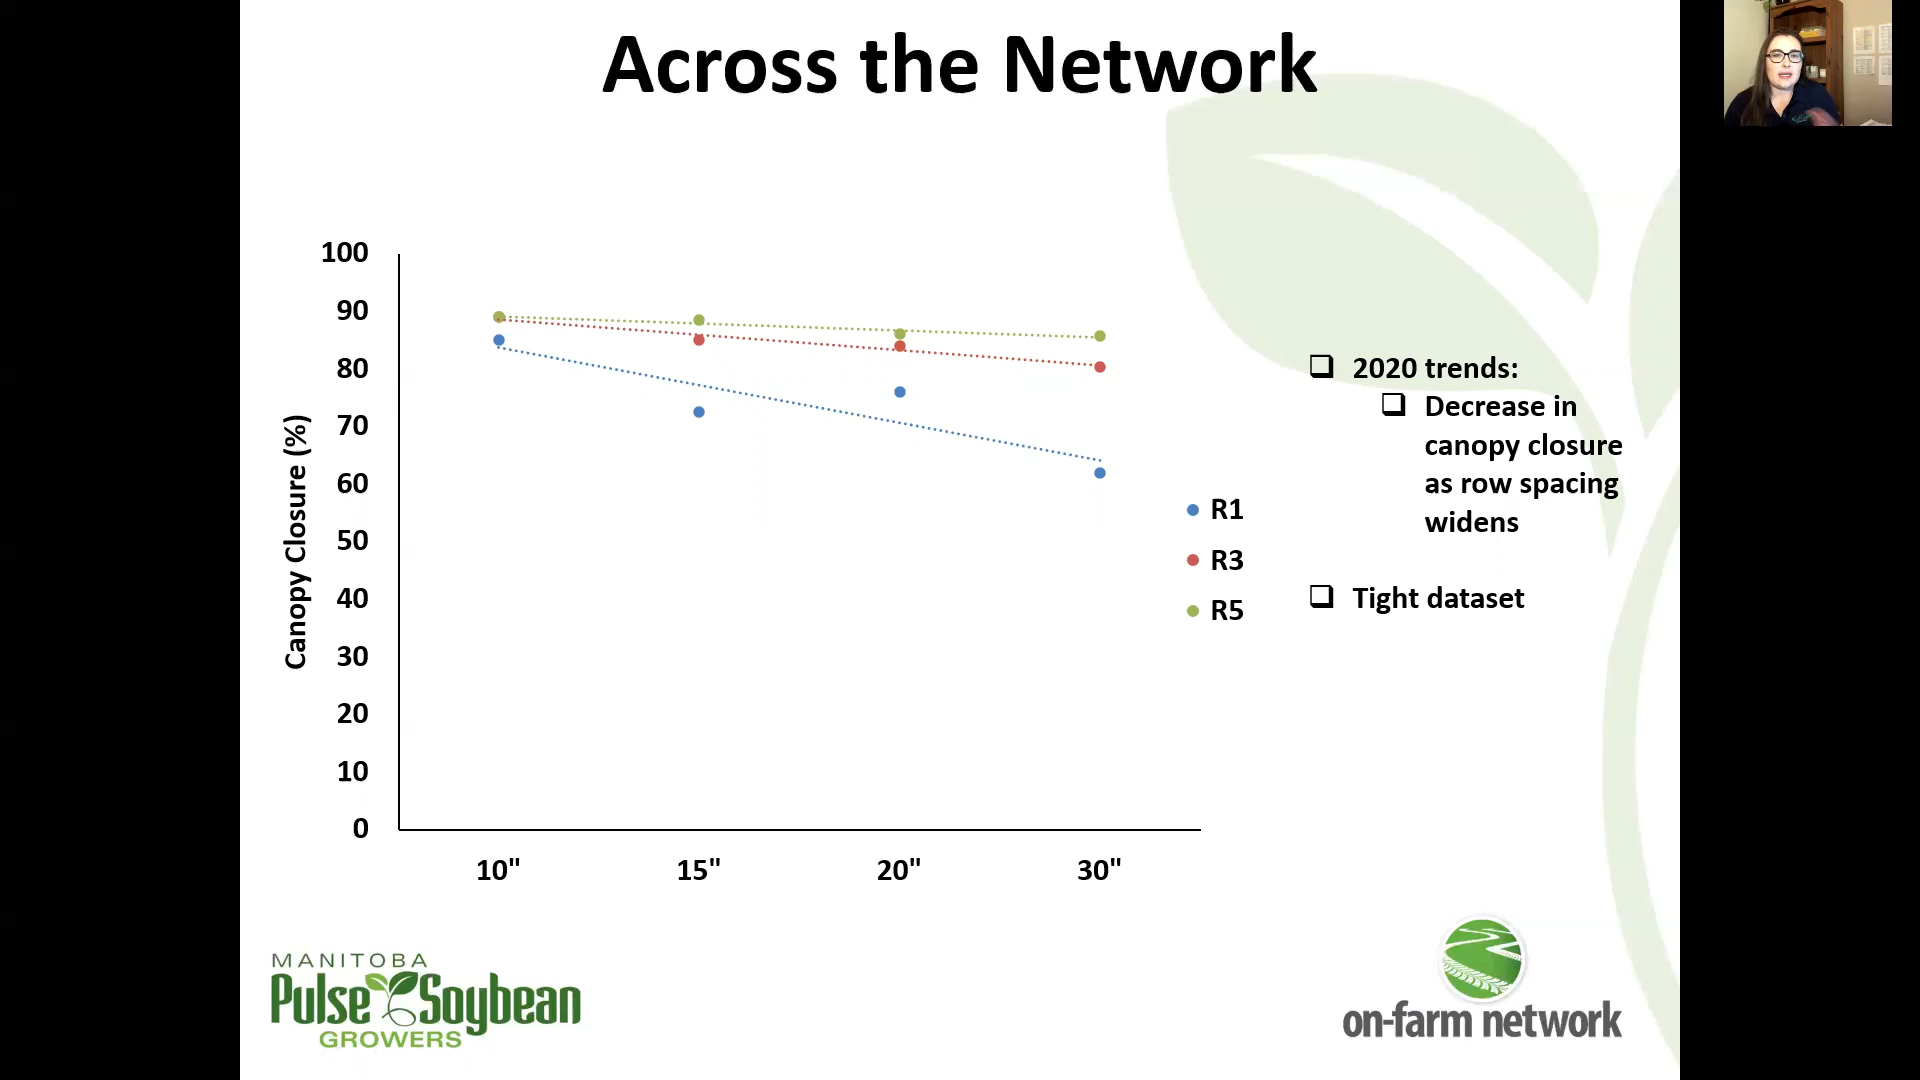 Across the Network
100
90
80
70
60
50
40
30
20
10
0
Canopy Closure (%)
10"
15"
20"
30"
R1
R3
R5
❑ 2020 trends:
❑ Decrease in
canopy closure
as row spacing
widens
❑ Tight dataset
MANITOBA
Pulse Soybean
GROWERS
on-farm network